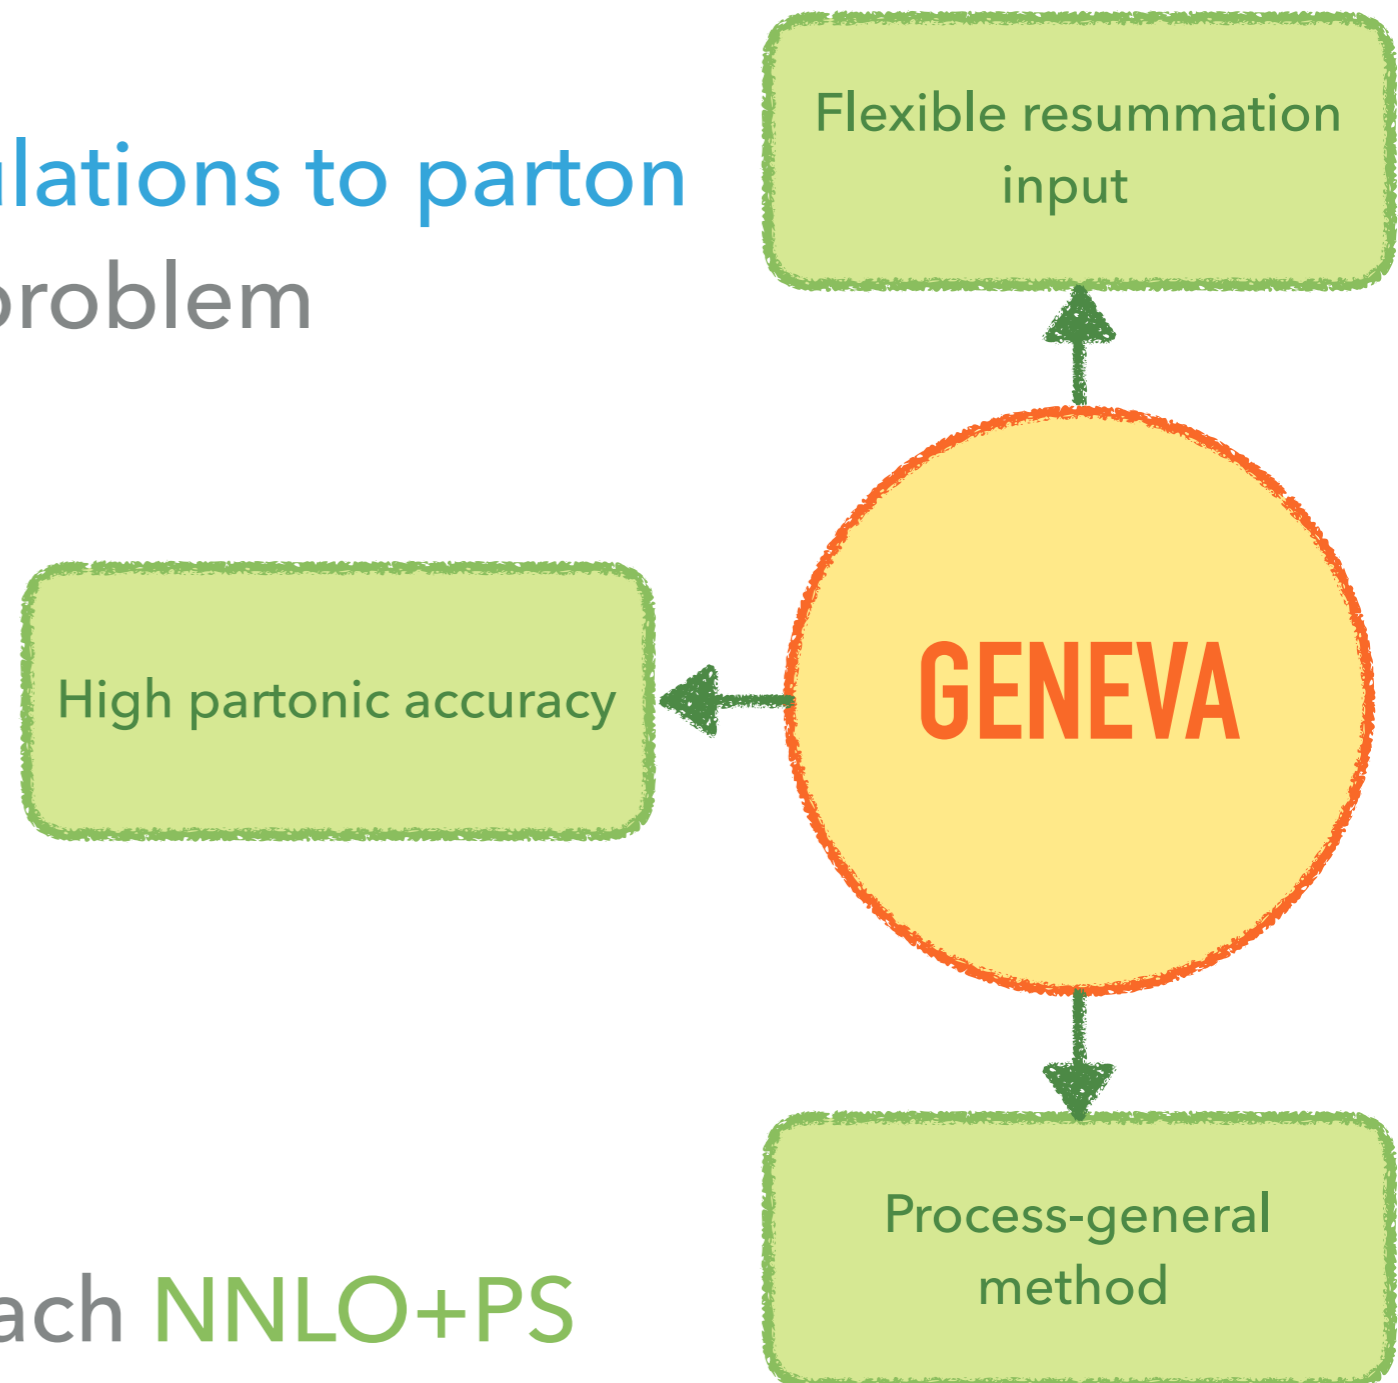 Flexible resummation
input
ulations to parton
problem
High partonic accuracy
GENEVA
Process-general
method
ach NNLO+PS